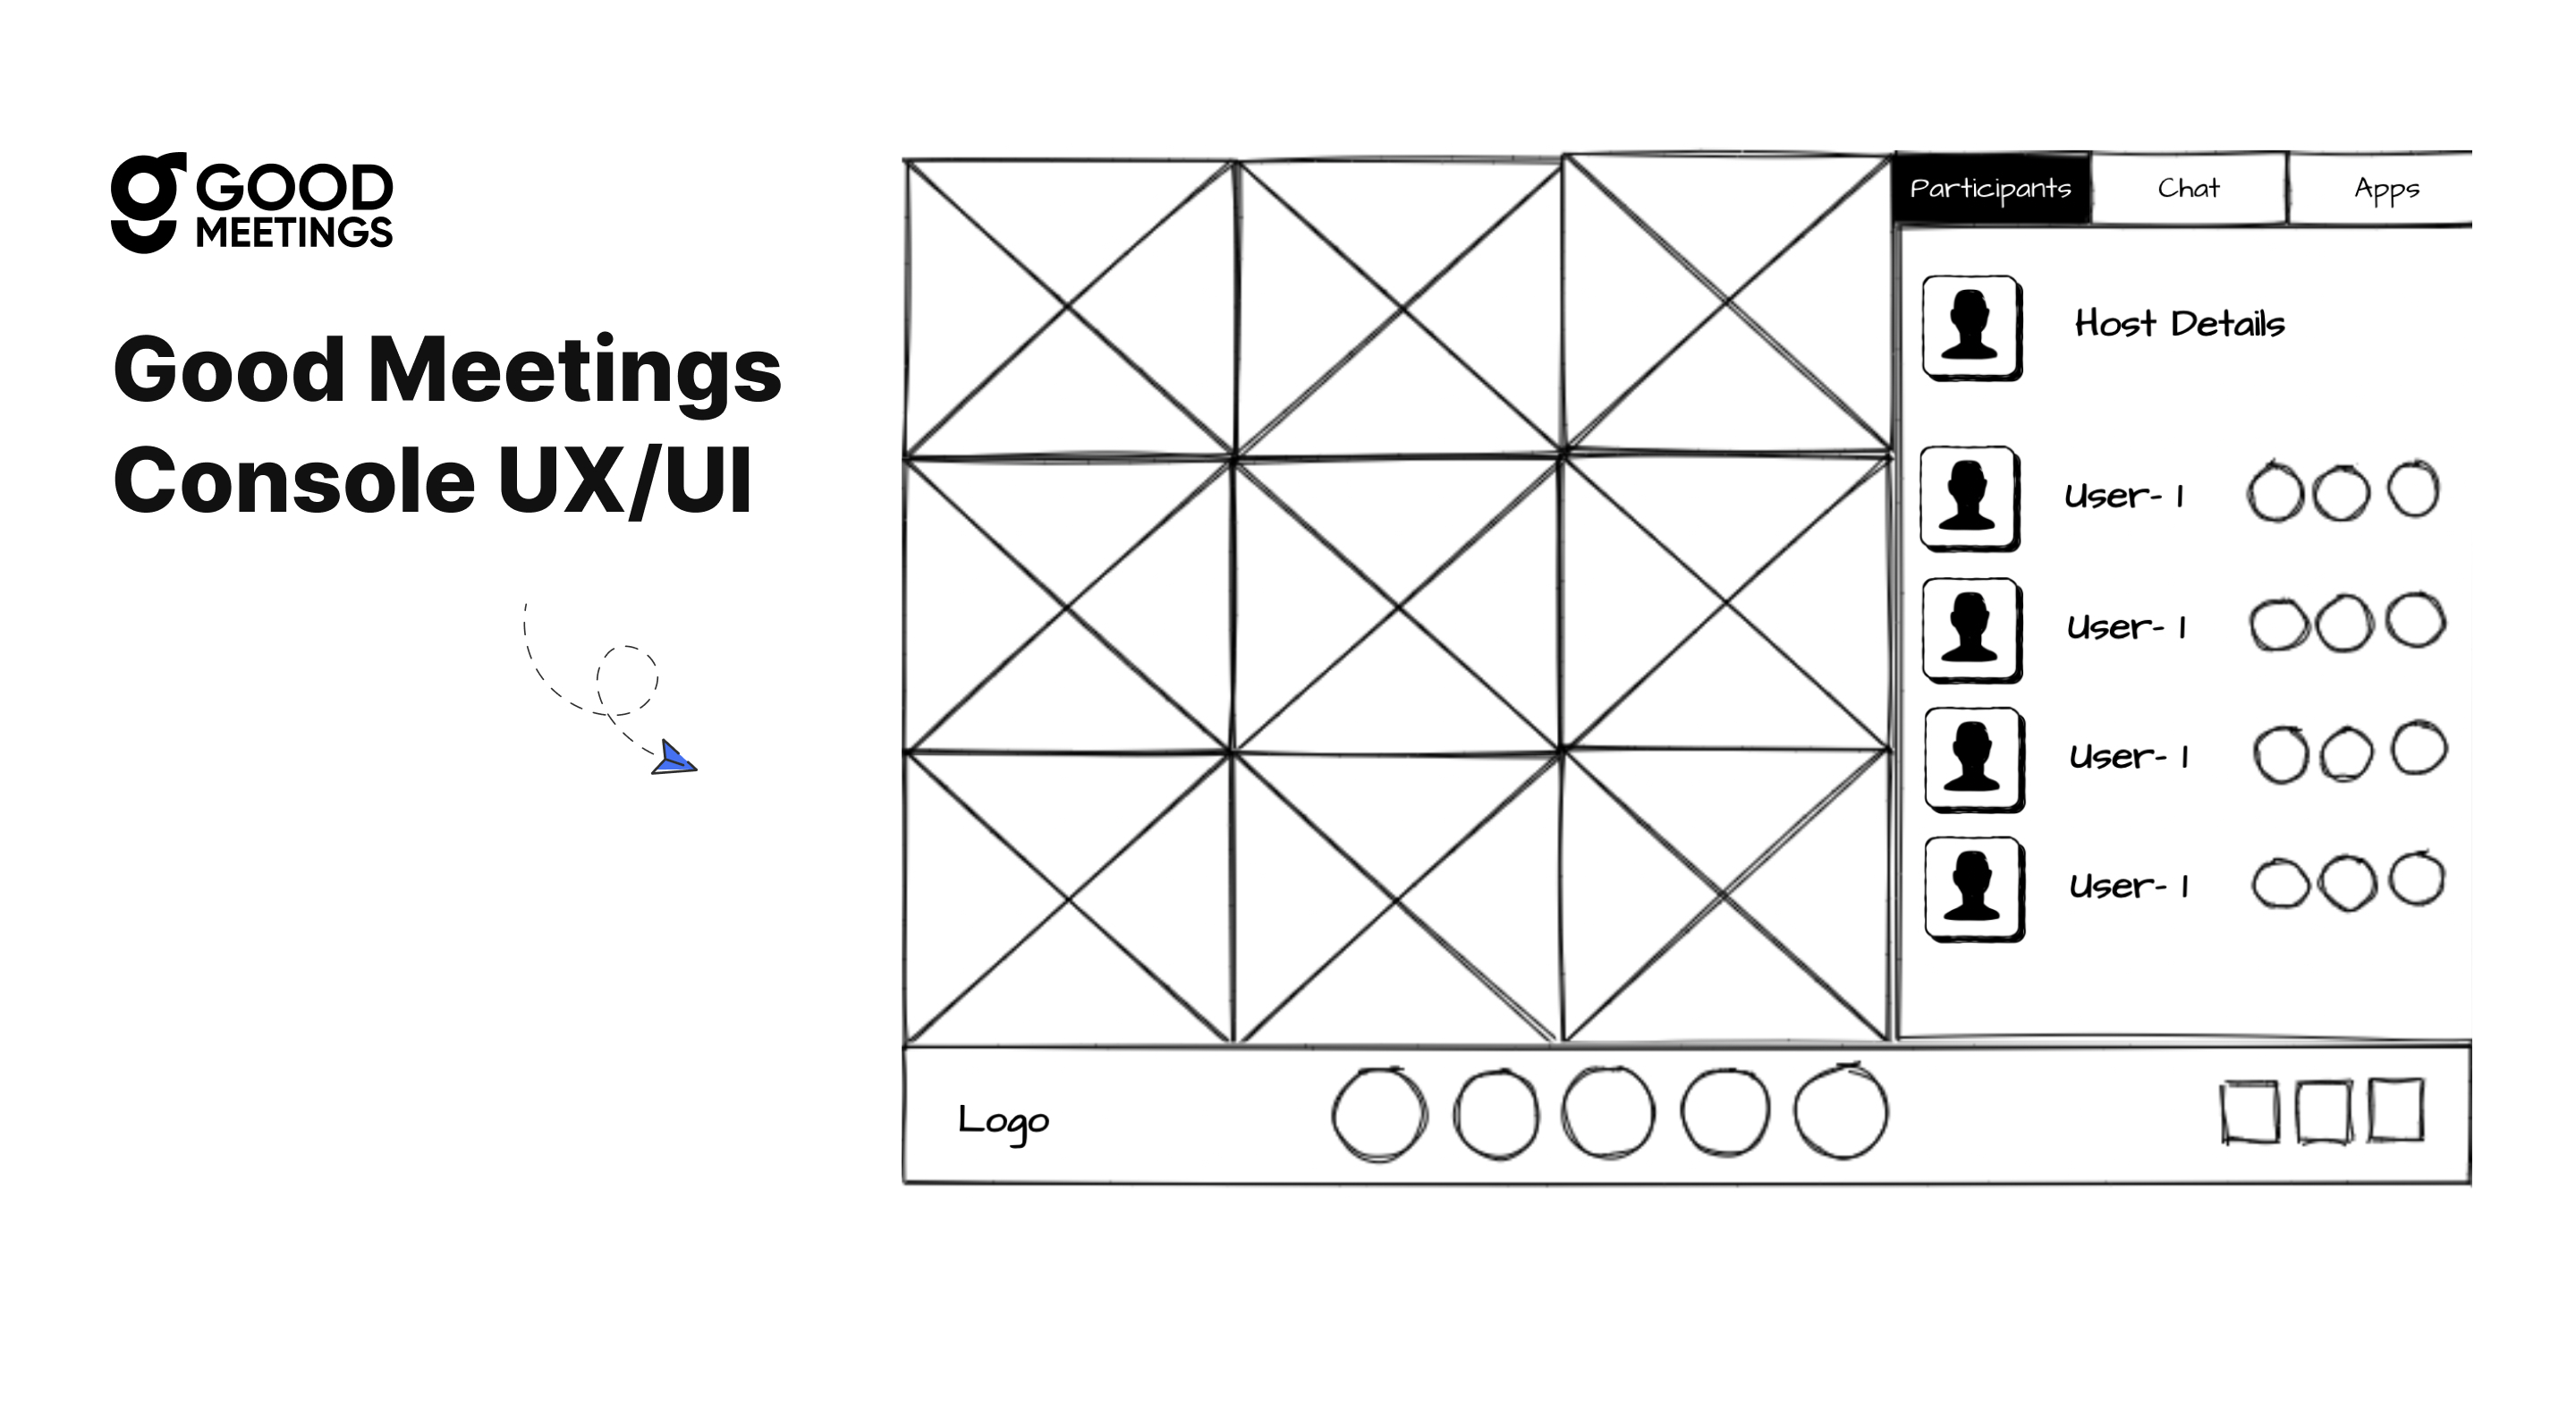 GOOD
MEETINGS
Good Meetings
Console UX/UI
Participants
Chat
Apps
Host Details
User- 1
User- 1
User- 1
User- 1
Logo